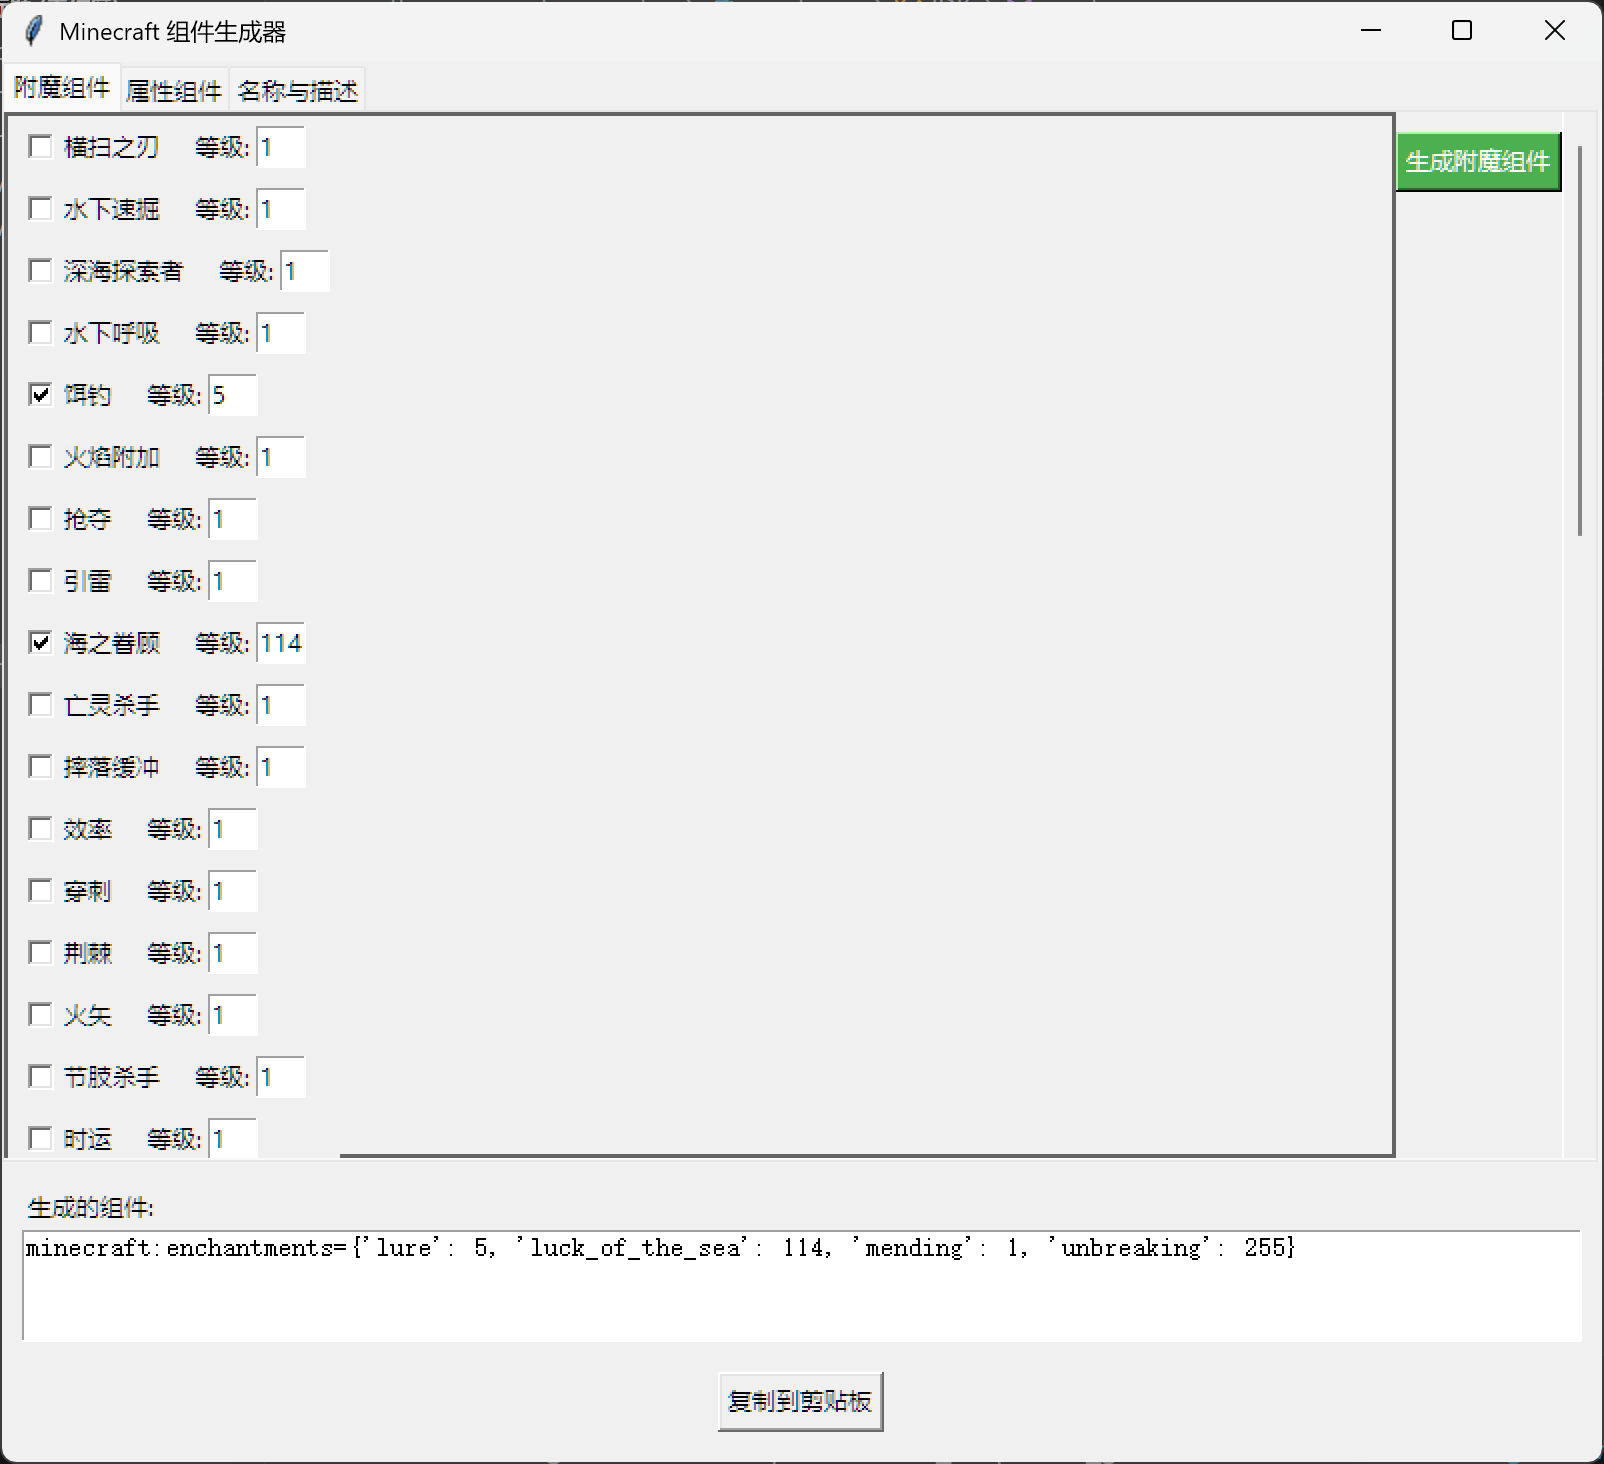 Minecraft 组件生成器
附魔组件 属性组件 名称与描述
横扫之刃 等级: 1
生成附魔组件
水下速掘 等级: 1
深海探索者 等级: 1
水下呼吸 等级: 1
饵钓 等级: 5
火焰附加 等级: 1
抢夺 等级: 1
引雷 等级: 1
海之眷顾 等级: 114
亡灵杀手 等级: 1
摔落缓冲 等级: 1
效率 等级: 1
穿刺 等级: 1
荆棘 等级: 1
火矢 等级: 1
节肢杀手 等级: 1
时运 等级: 1
生成的组件:
minecraft:enchantments={'lure': 5, 'luck_of_the_sea': 114, 'mending': 1, 'unbreaking': 255}
复制到剪贴板